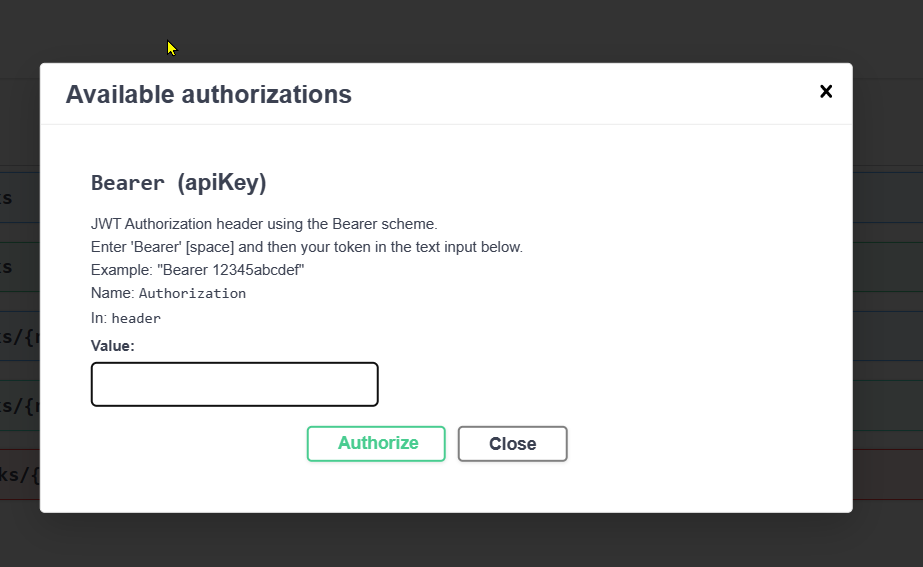 Available authorizations
Bearer (apiKey)
JWT Authorization header using the Bearer scheme.
Enter 'Bearer' [space] and then your token in the text input below.
Example: "Bearer 12345abcdef"
Name: Authorization
In: header
Value:
Authorize Close